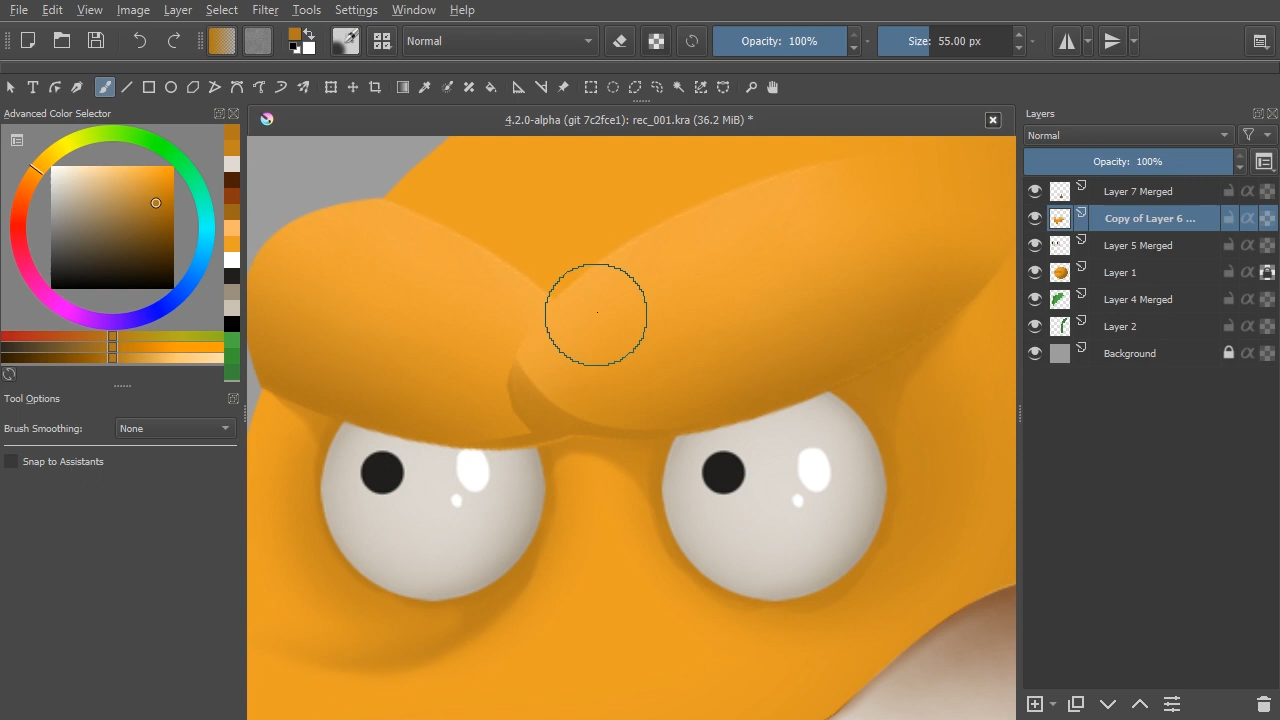 File Edit View Image Layer Select Filter Tools Settings Window Help
Normal Opacity: 100% Size: 55.00 px
Advanced Color Selector
4.2.0-alpha (git 7c2fce1): rec_001.kra (36.2 MiB) *
Layers
Normal
Opacity: 100%
Layer 7 Merged
Copy of Layer 6 ...
Layer 5 Merged
Layer 1
Layer 4 Merged
Layer 2
Background
Tool Options
Brush Smoothing: None
Snap to Assistants